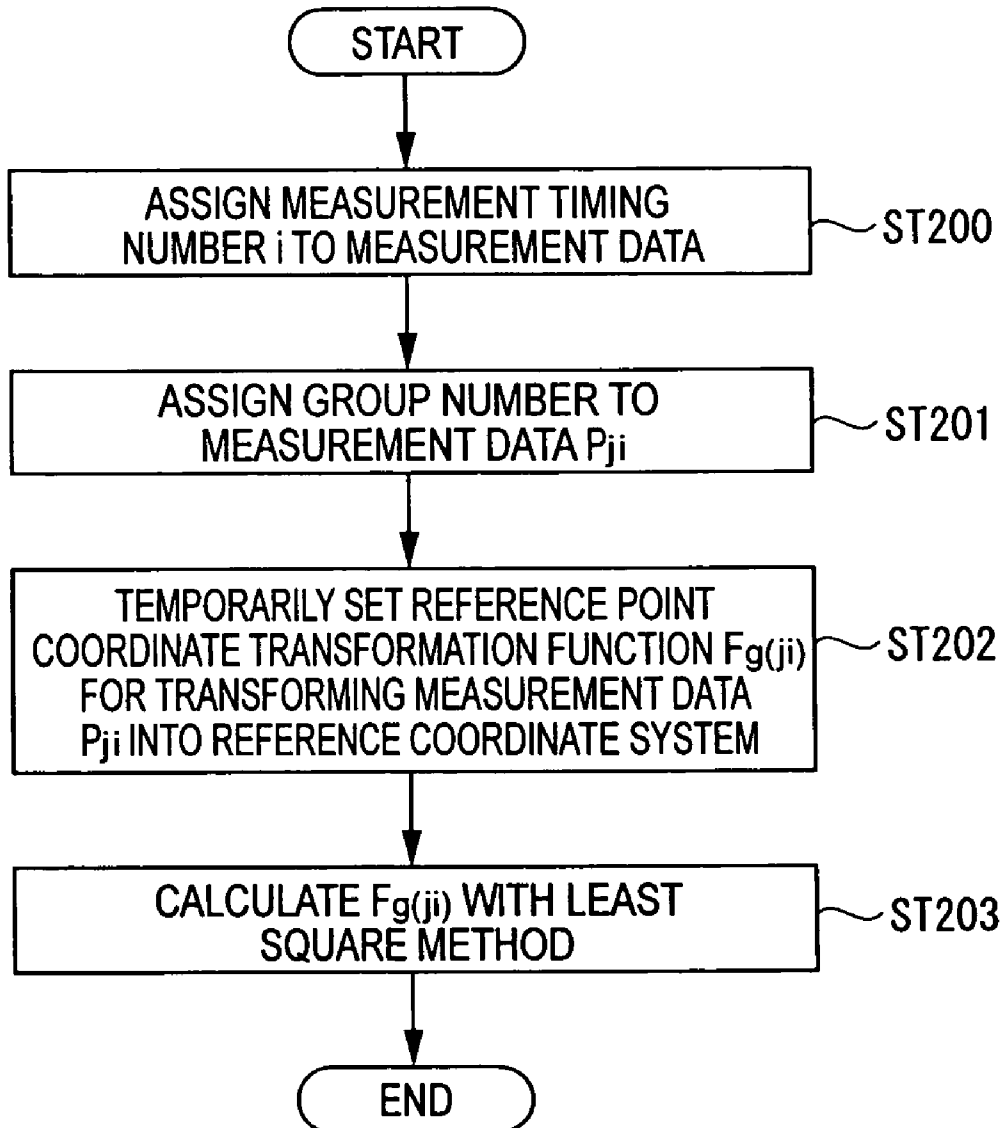 START
ASSIGN MEASUREMENT TIMING
NUMBER i TO MEASUREMENT DATA
ST200
ASSIGN GROUP NUMBER TO
MEASUREMENT DATA Pji
ST201
TEMPORARILY SET REFERENCE POINT
COORDINATE TRANSFORMATION FUNCTION Fg(ji)
FOR TRANSFORMING MEASUREMENT DATA
Pji INTO REFERENCE COORDINATE SYSTEM
ST202
CALCULATE Fg(ji) WITH LEAST
SQUARE METHOD
ST203
END